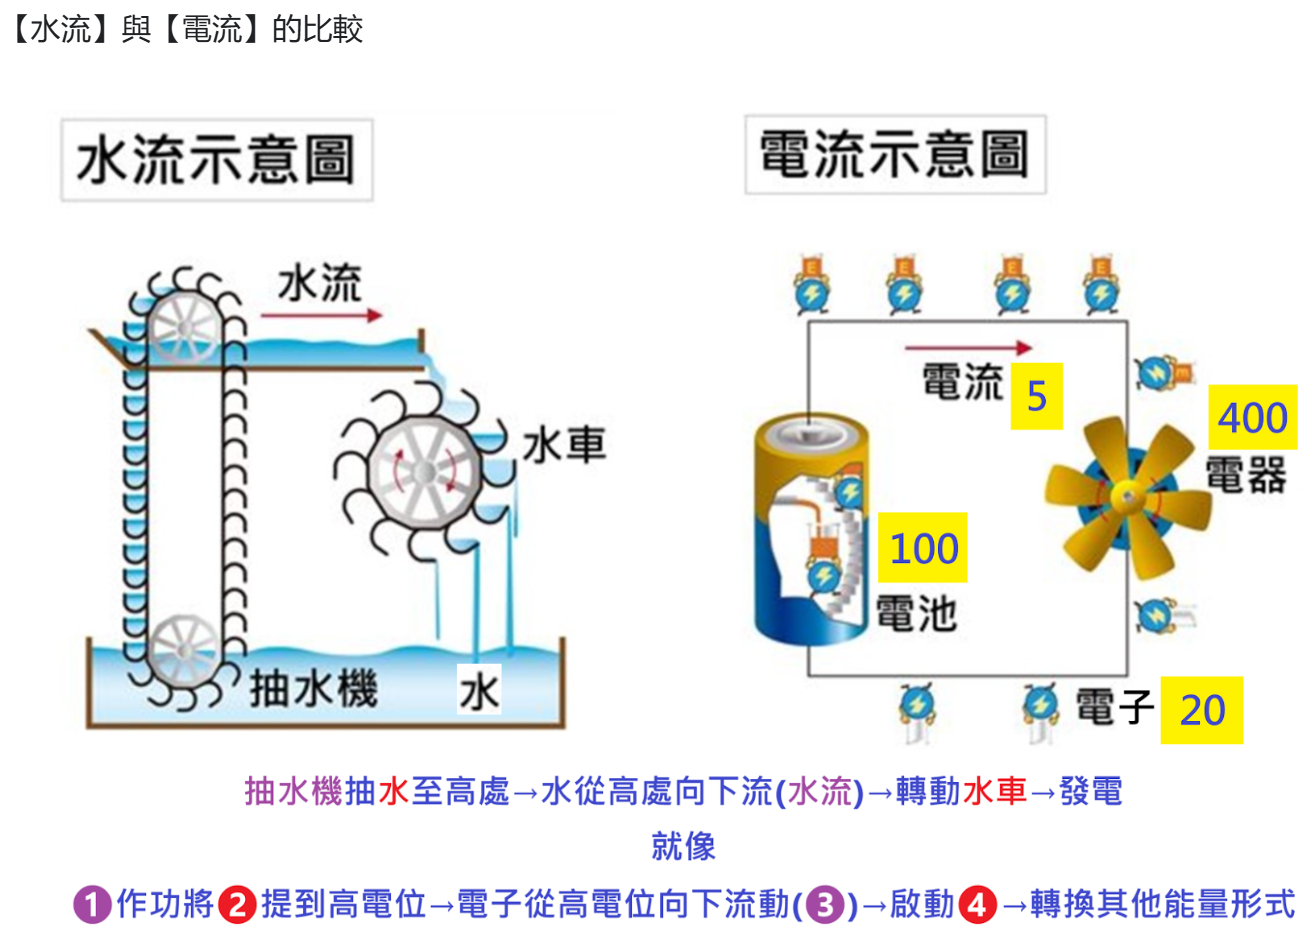 【水流】與【電流】的比較
水流示意圖
電流示意圖
水流
水車
抽水機
水
E
E
E
E
E
電流 5
400
電器
100
電池
電子 20
抽水機抽水至高處→水從高處向下流(水流)→轉動水車→發電
就像
1作功將2提到高電位→電子從高電位向下流動(3)→啟動4→轉換其他能量形式